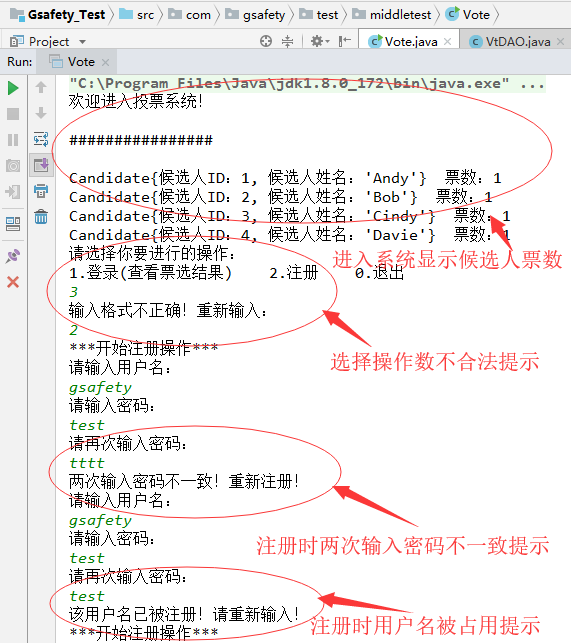 Gsafety_Test src com gsafety test middletest Vote
Project Vote.java VtDAO.java
Run: Vote
"C:\Program Files\Java\jdk1.8.0_172\bin\java.exe" ...
欢迎进入投票系统!
################
Candidate{候选人ID: 1, 候选人姓名: 'Andy'} 票数: 1
Candidate{候选人ID: 2, 候选人姓名: 'Bob'} 票数: 1
Candidate{候选人ID: 3, 候选人姓名: 'Cindy'} 票数: 1
Candidate{候选人ID: 4, 候选人姓名: 'Davie'} 票数: 1
请选择你要进行的操作:
进入系统显示候选人票数
1.登录(查看票选结果) 2.注册 0.退出
3
输入格式不正确! 重新输入:
2
***开始注册操作***
选择操作数不合法提示
请输入用户名:
gsafety
请输入密码:
test
请再次输入密码:
tttt
两次输入密码不一致! 重新注册!
请输入用户名:
gsafety
请输入密码:
注册时两次输入密码不一致提示
test
请再次输入密码:
test
该用户名已被注册! 请重新输入!
注册时用户名被占用提示
***开始注册操作***